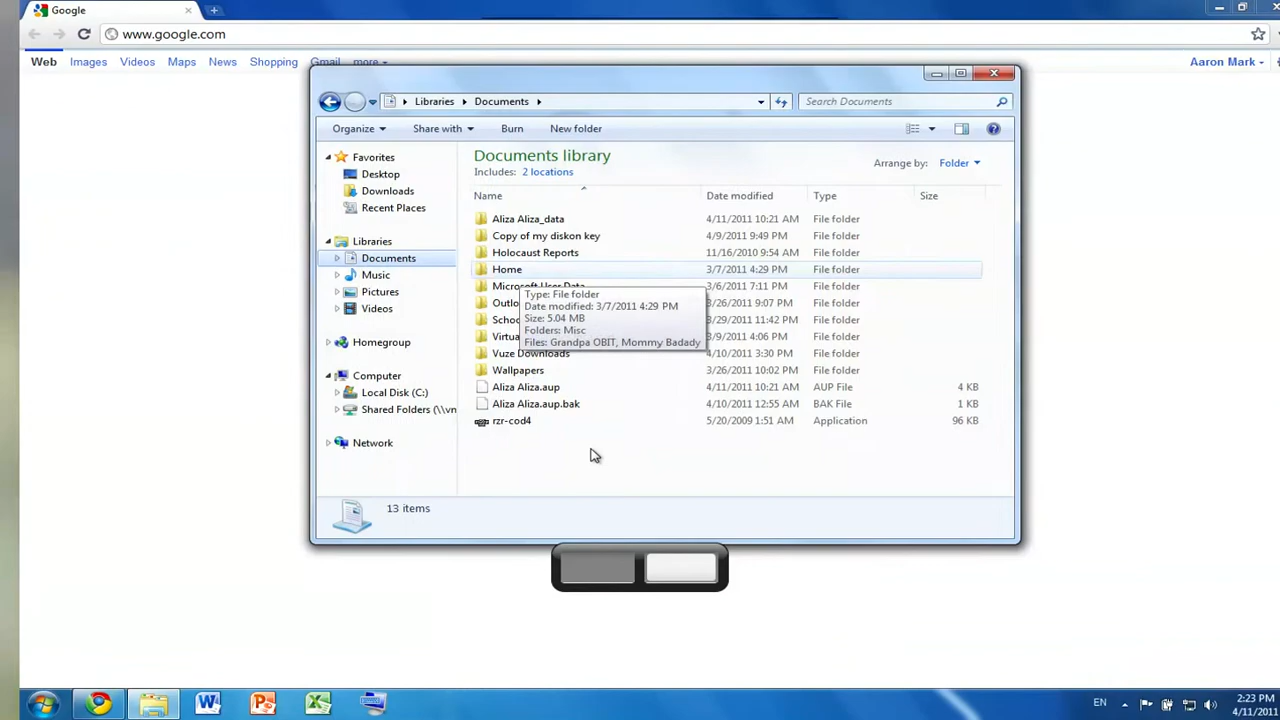 Google
www.google.com
Web Images Videos Maps News Shopping Gmail more
Aaron Mark
Libraries Documents
Search Documents
Organize Share with Burn New folder
Documents library
Includes: 2 locations
Arrange by: Folder
Name Date modified Type Size
Favorites
Desktop
Downloads
Recent Places
Libraries
Documents
Music
Pictures
Videos
Homegroup
Computer
Local Disk (C:)
Shared Folders (\\vn
Network
Aliza Aliza_data 4/11/2011 10:21 AM File folder
Copy of my diskon key 4/9/2011 9:49 PM File folder
Holocaust Reports 11/16/2010 9:54 AM File folder
Home 3/7/2011 4:29 PM File folder
Microsoft User Data 3/6/2011 7:11 PM File folder
Outlo 3/26/2011 9:07 PM File folder
Schoo 3/29/2011 11:42 PM File folder
Virtua 3/9/2011 4:06 PM File folder
Vuze Downloads 4/10/2011 3:30 PM File folder
Wallpapers 3/26/2011 10:02 PM File folder
Aliza Aliza.aup 4/11/2011 10:21 AM AUP File 4 KB
Aliza Aliza.aup.bak 4/10/2011 12:55 AM BAK File 1 KB
rzr-cod4 5/20/2009 1:51 AM Application 96 KB
Type: File folder
Date modified: 3/7/2011 4:29 PM
Size: 5.04 MB
Folders: Misc
Files: Grandpa OBIT, Mommy Badady
13 items
EN
2:23 PM
4/11/2011